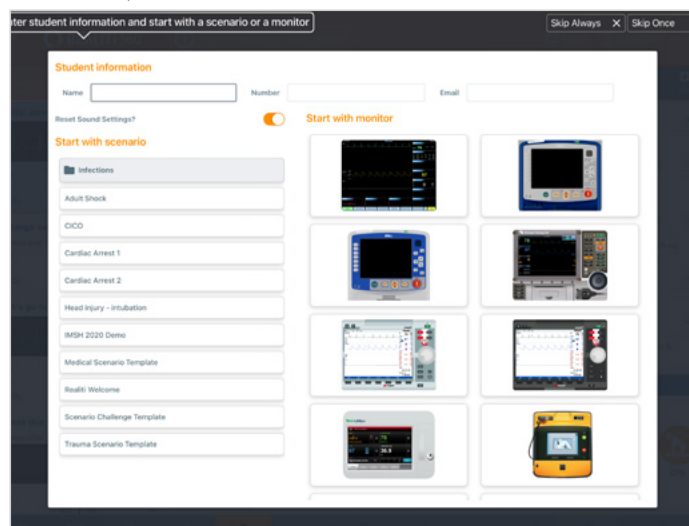 ter student information and start with a scenario or a monitor
Skip Always X Skip Once
Student information
Name Number Email
Reset Sound Settings?
Start with monitor
Start with scenario
Infections
Adult Shock
CICO
Cardiac Arrest 1
Cardiac Arrest 2
Head Injury - intubation
IMSH 2020 Demo
Medical Scenario Template
Realiti Welcome
Scenario Challenge Template
Trauma Scenario Template